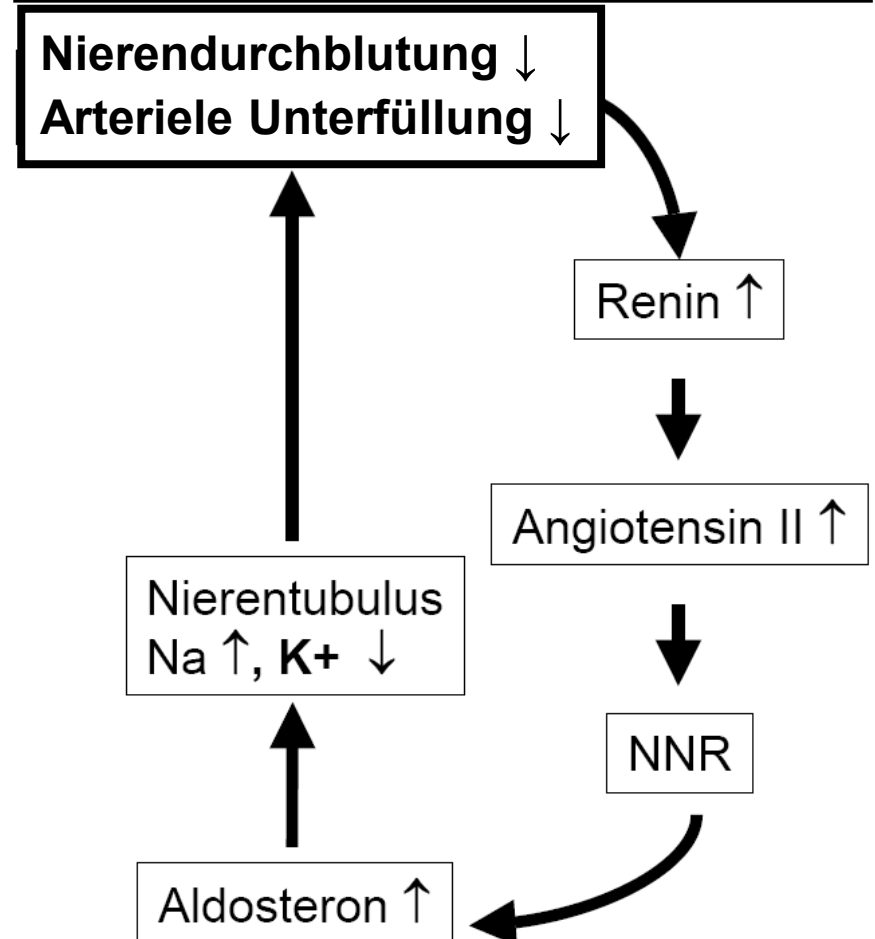 Nierendurchblutung ↓
Arteriele Unterfüllung ↓
Renin ↑
Angiotensin II ↑
NNR
Aldosteron ↑
Nierentubulus
Na ↑, K+ ↓